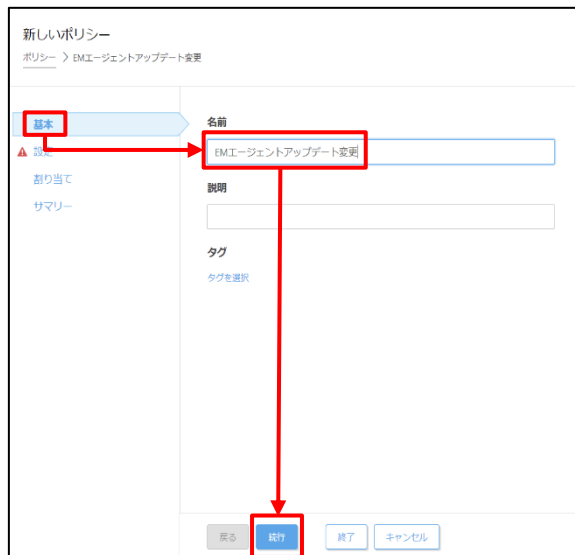 新しいポリシー
ポリシー > EMエージェントアップデート変更
基本
設定
割り当て
サマリー
名前
EMエージェントアップデート変更
説明
タグ
タグを選択
戻る
続行
終了
キャンセル